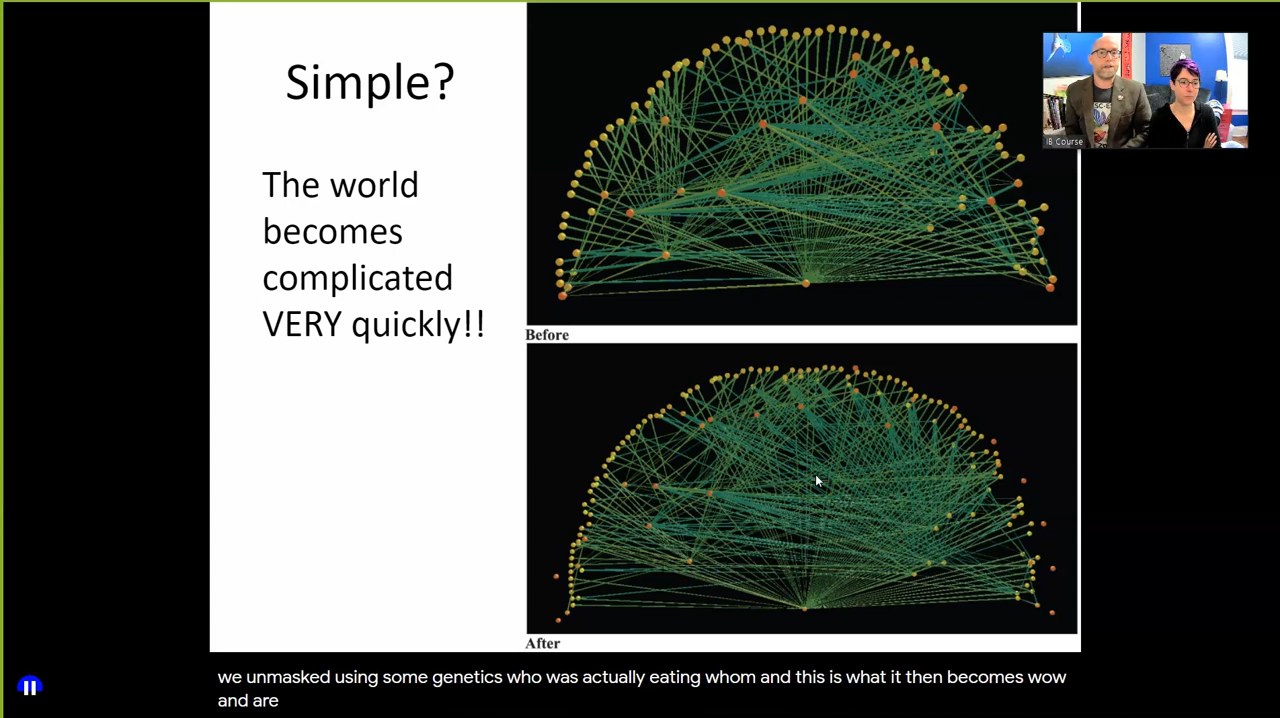 Simple?
The world
becomes
complicated
VERY quickly!!
Before
After
IB Course
we unmasked using some genetics who was actually eating whom and this is what it then becomes wow
and are